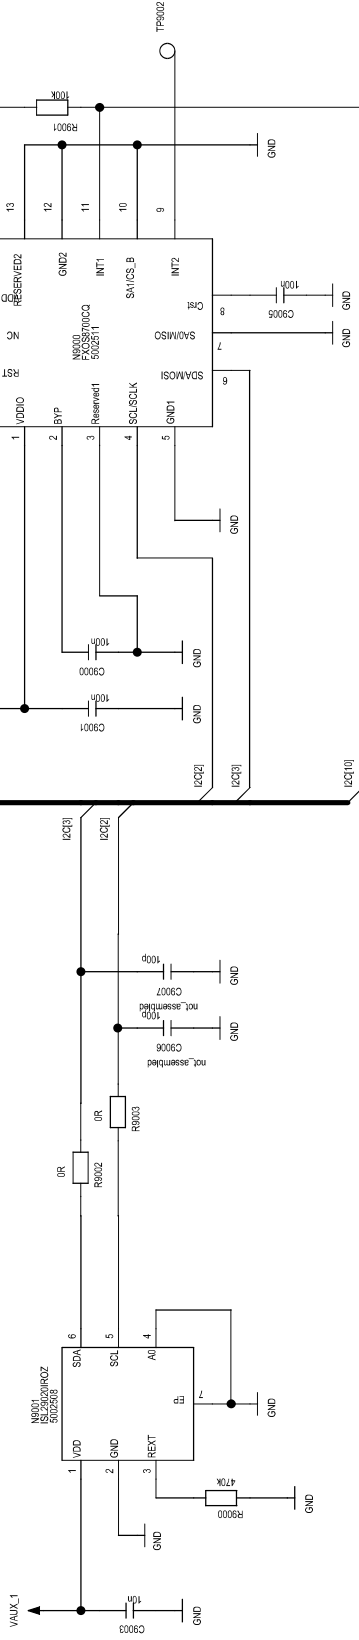 TP9002
100k
R9001
GND
13
12
11
10
9
RESERVED2
GND2
INT1
SA1/CS_B
INT2
Crst
8
100n
C9005
GND
NC
N9000
FXOS8700CQ
5002511
SA0/MISO
7
GND
RST
SDA/MOSI
6
VDDIO
BYP
Reserved1
SCL/SCLK
GND1
1
2
3
4
5
GND
100n
C9000
GND
100n
C9001
GND
I2C[2]
I2C[3]
I2C[10]
I2C[3]
I2C[2]
100p
C9007
not_assembled
GND
100p
C9006
not_assembled
GND
0R
R9003
0R
R9002
6
5
4
N9001
ISL29020IROZ
5002508
SDA
SCL
A0
EP
7
GND
VDD
GND
REXT
1
2
3
470k
R9000
GND
GND
VAUX_1
10n
C9003
GND